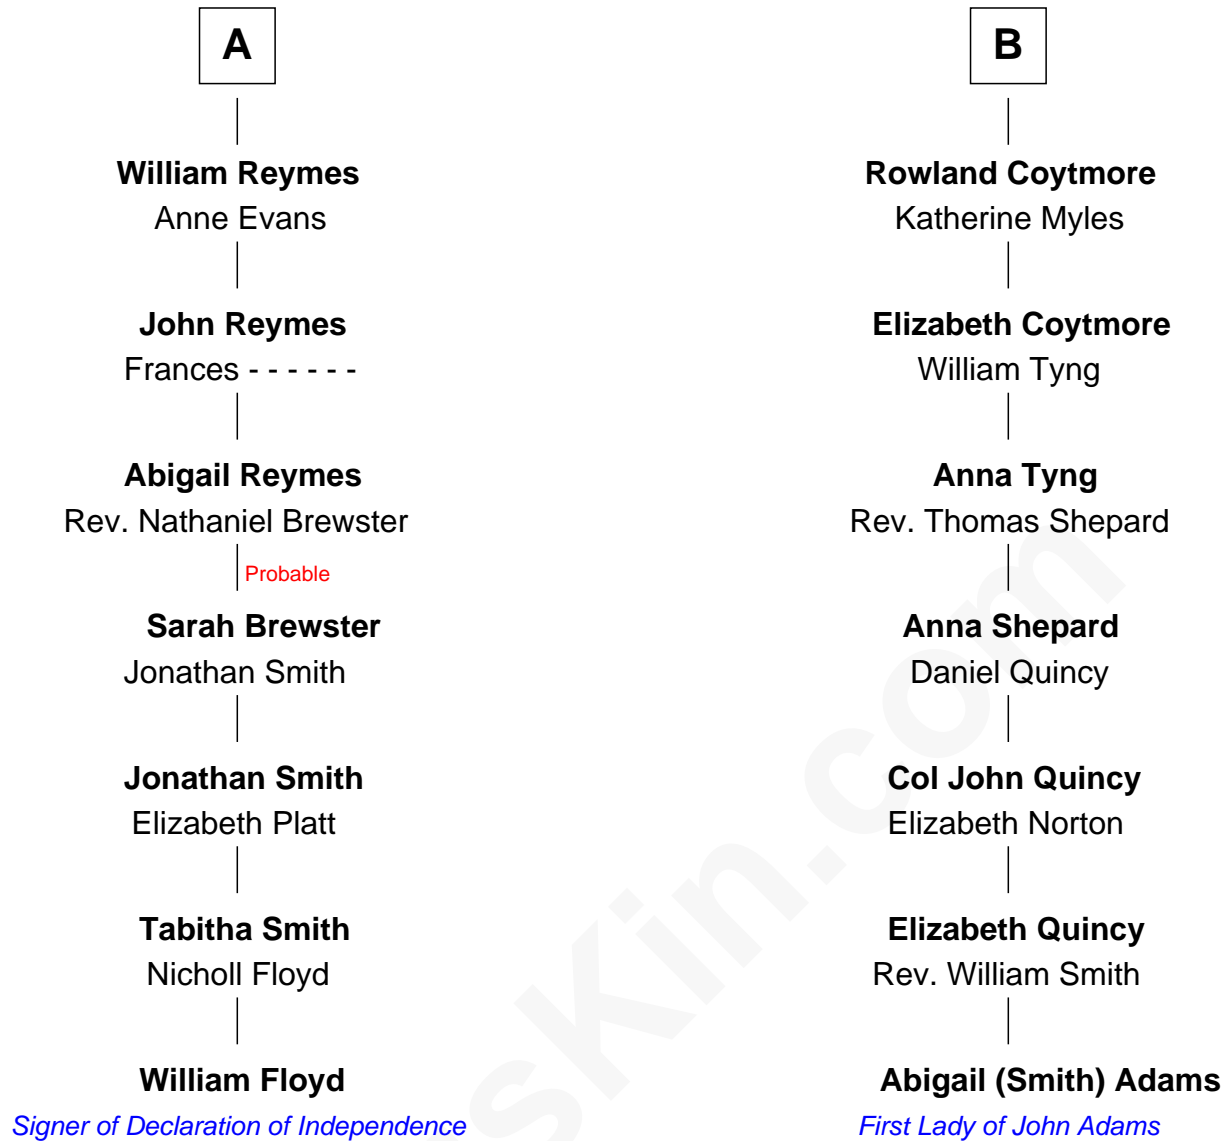 A
William Reymes
Anne Evans
John Reymes
Frances - - - - - -
Abigail Reymes
Rev. Nathaniel Brewster
Probable
Sarah Brewster
Jonathan Smith
Jonathan Smith
Elizabeth Platt
Tabitha Smith
Nicholl Floyd
William Floyd
Signer of Declaration of Independence
B
Rowland Coytmore
Katherine Myles
Elizabeth Coytmore
William Tyng
Anna Tyng
Rev. Thomas Shepard
Anna Shepard
Daniel Quincy
Col John Quincy
Elizabeth Norton
Elizabeth Quincy
Rev. William Smith
Abigail (Smith) Adams
First Lady of John Adams